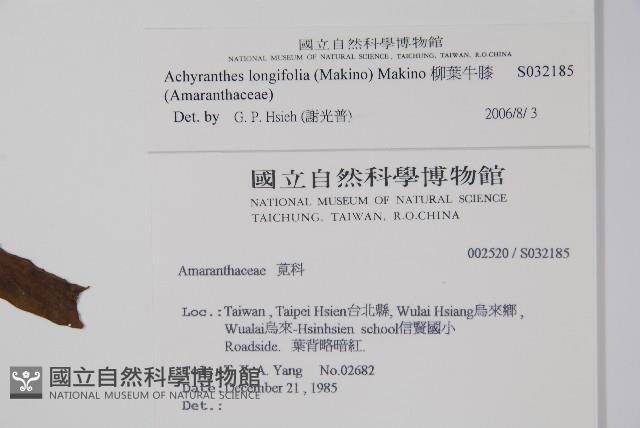 國立自然科學博物館
NATIONAL MUSEUM OF NATURAL SCIENCE, TAICHUNG, TAIWAN, R.O.CHINA
Achyranthes longifolia (Makino) Makino 柳葉牛膝 S032185
(Amaranthaceae)
Det. by G. P. Hsieh (謝光普) 2006/8/3
國立自然科學博物館
NATIONAL MUSEUM OF NATURAL SCIENCE
TAICHUNG, TAIWAN, R.O.CHINA
002520 / S032185
Amaranthaceae 莧科
Loc.:Taiwan , Taipei Hsien台北縣, Wulai Hsiang烏來鄉 ,
Wualai烏來-Hsinhsien school信賢國小
Roadside. 葉背略暗紅.
A. Yang No.02682
Date:December 21 , 1985
Det.:
國立自然科學博物館
NATIONAL MUSEUM OF NATURAL SCIENCE